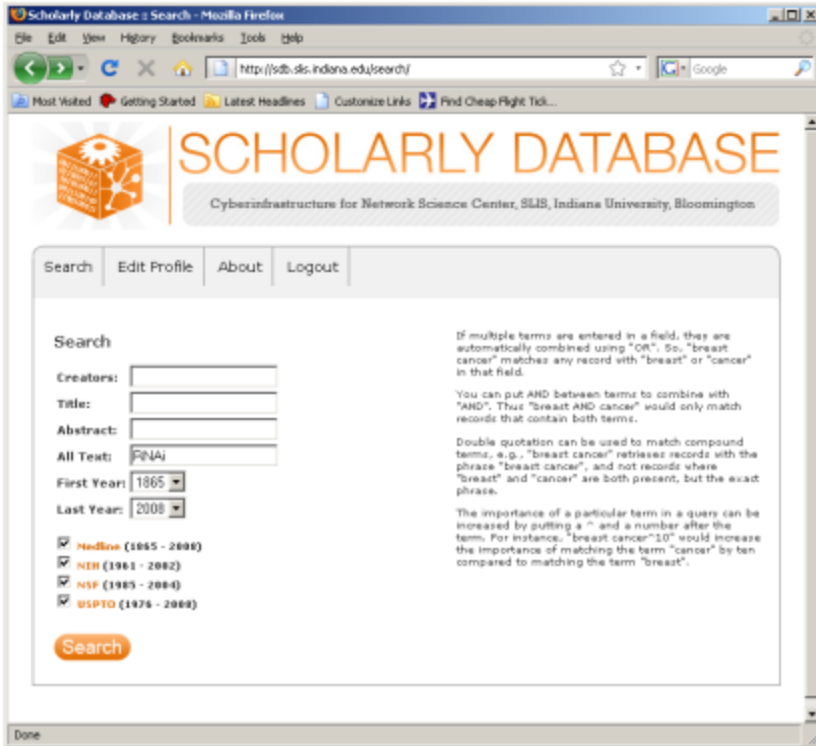 Scholarly Database :: Search - Mozilla Firefox
File Edit View History Bookmarks Tools Help
http://sdb.slis.indiana.edu/search/
Google
Most Visited Getting Started Latest Headlines Customize Links Find Cheap Flight Tick...
SCHOLARLY DATABASE
Cyberinfrastructure for Network Science Center, SLIS, Indiana University, Bloomington
Search Edit Profile About Logout
Search
Creators:
Title:
Abstract:
All Text: RNAi
First Year: 1865
Last Year: 2008
Medline (1865 - 2008)
NIH (1961 - 2002)
NSF (1985 - 2004)
USPTO (1976 - 2008)
Search
If multiple terms are entered in a field, they are
automatically combined using "OR". So, "breast
cancer" matches any record with "breast" or "cancer"
in that field.
You can put AND between terms to combine with
"AND". Thus "breast AND cancer" would only match
records that contain both terms.
Double quotation can be used to match compound
terms, e.g., "breast cancer" retrieves records with the
phrase "breast cancer", and not records where
"breast" and "cancer" are both present, but the exact
phrase.
The importance of a particular term in a query can be
increased by putting a ^ and a number after the
term. For instance, "breast cancer^10" would increase
the importance of matching the term "cancer" by ten
compared to matching the term "breast".
Done